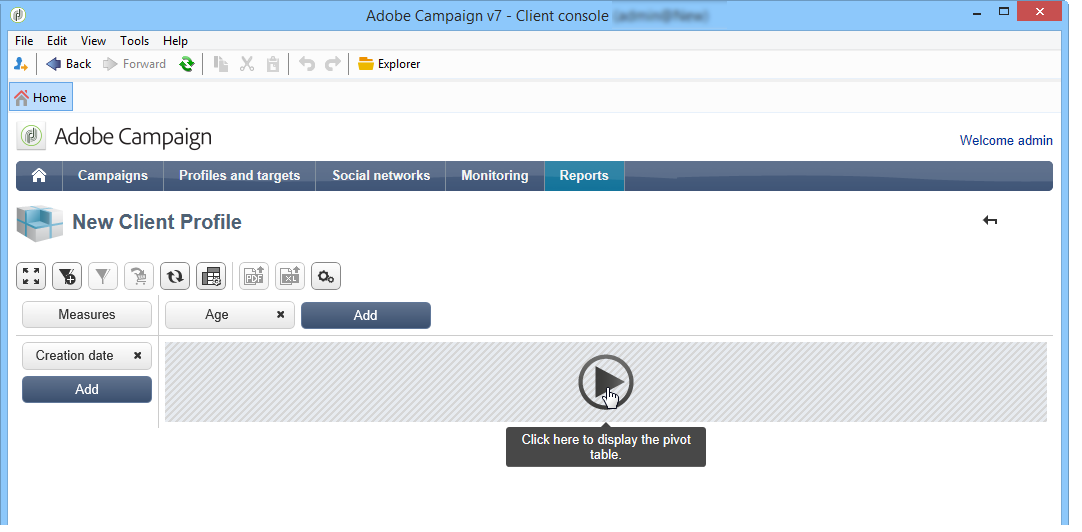 Adobe Campaign v7 - Client console
File Edit View Tools Help
Back Forward Explorer
Home
Adobe Campaign
Welcome admin
Campaigns Profiles and targets Social networks Monitoring Reports
New Client Profile
PDF XL
Measures Age Add
Creation date
Add
Click here to display the pivot
table.